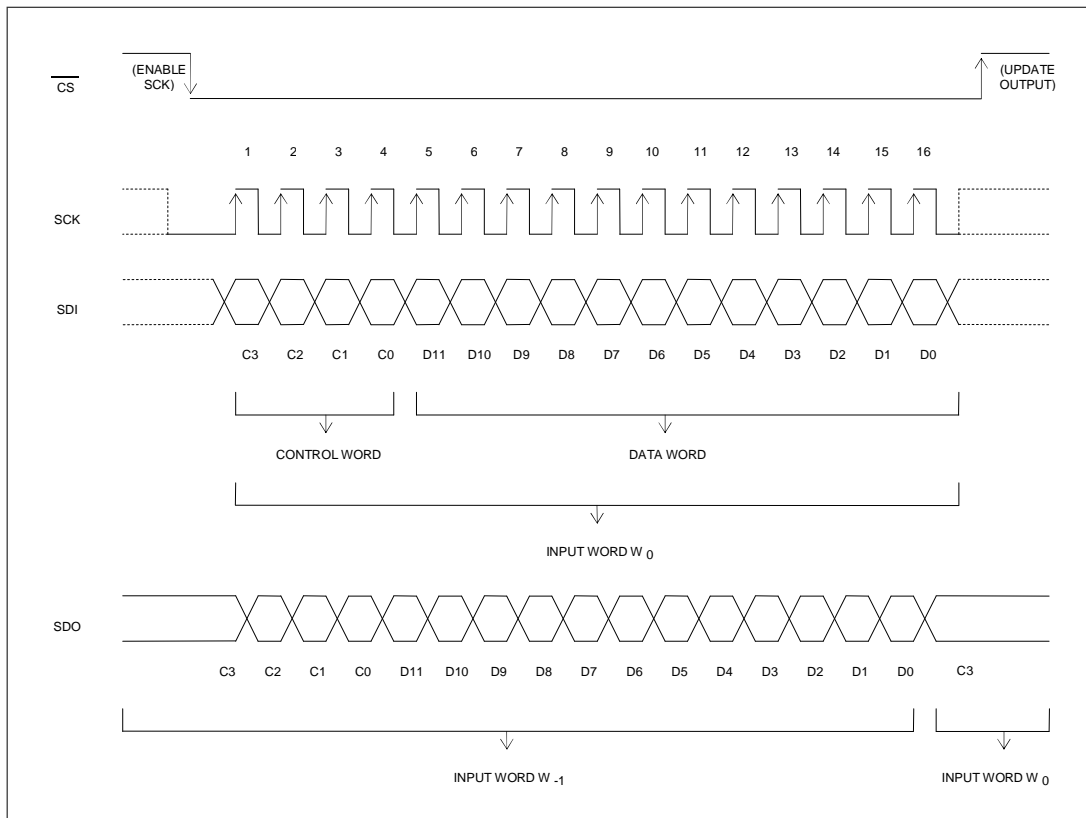 (ENABLE
SCK)
CS
(UPDATE
OUTPUT)
1 2 3 4 5 6 7 8 9 10 11 12 13 14 15 16
SCK
SDI
C3 C2 C1 C0 D11 D10 D9 D8 D7 D6 D5 D4 D3 D2 D1 D0
CONTROL WORD DATA WORD
INPUT WORD W 0
SDO
C3 C2 C1 C0 D11 D10 D9 D8 D7 D6 D5 D4 D3 D2 D1 D0 C3
INPUT WORD W -1 INPUT WORD W 0